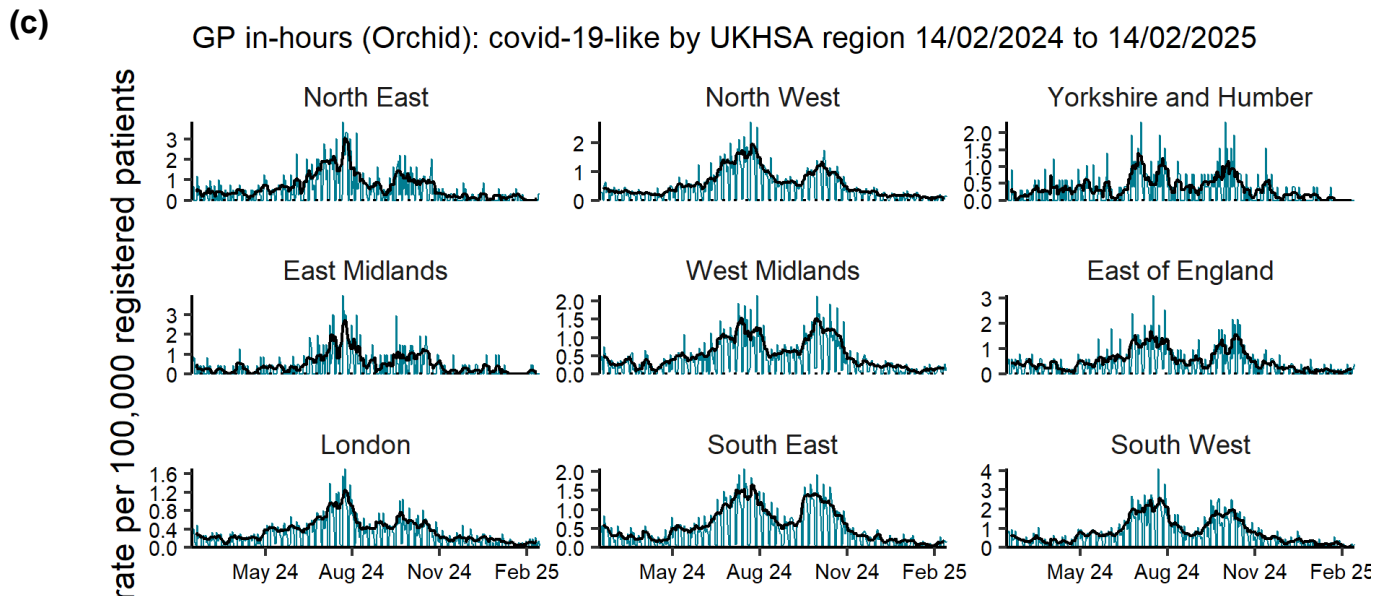 (c)
GP in-hours (Orchid): covid-19-like by UKHSA region 14/02/2024 to 14/02/2025
rate per 100,000 registered patients
North East
3
2
1
0
North West
2
1
0
Yorkshire and Humber
2.0
1.5
1.0
0.5
0.0
East Midlands
3
2
1
0
West Midlands
2.0
1.5
1.0
0.5
0.0
East of England
3
2
1
0
London
1.6
1.2
0.8
0.4
0.0
South East
2.0
1.5
1.0
0.5
0.0
South West
4
3
2
1
0
May 24 Aug 24 Nov 24 Feb 25
May 24 Aug 24 Nov 24 Feb 25
May 24 Aug 24 Nov 24 Feb 25